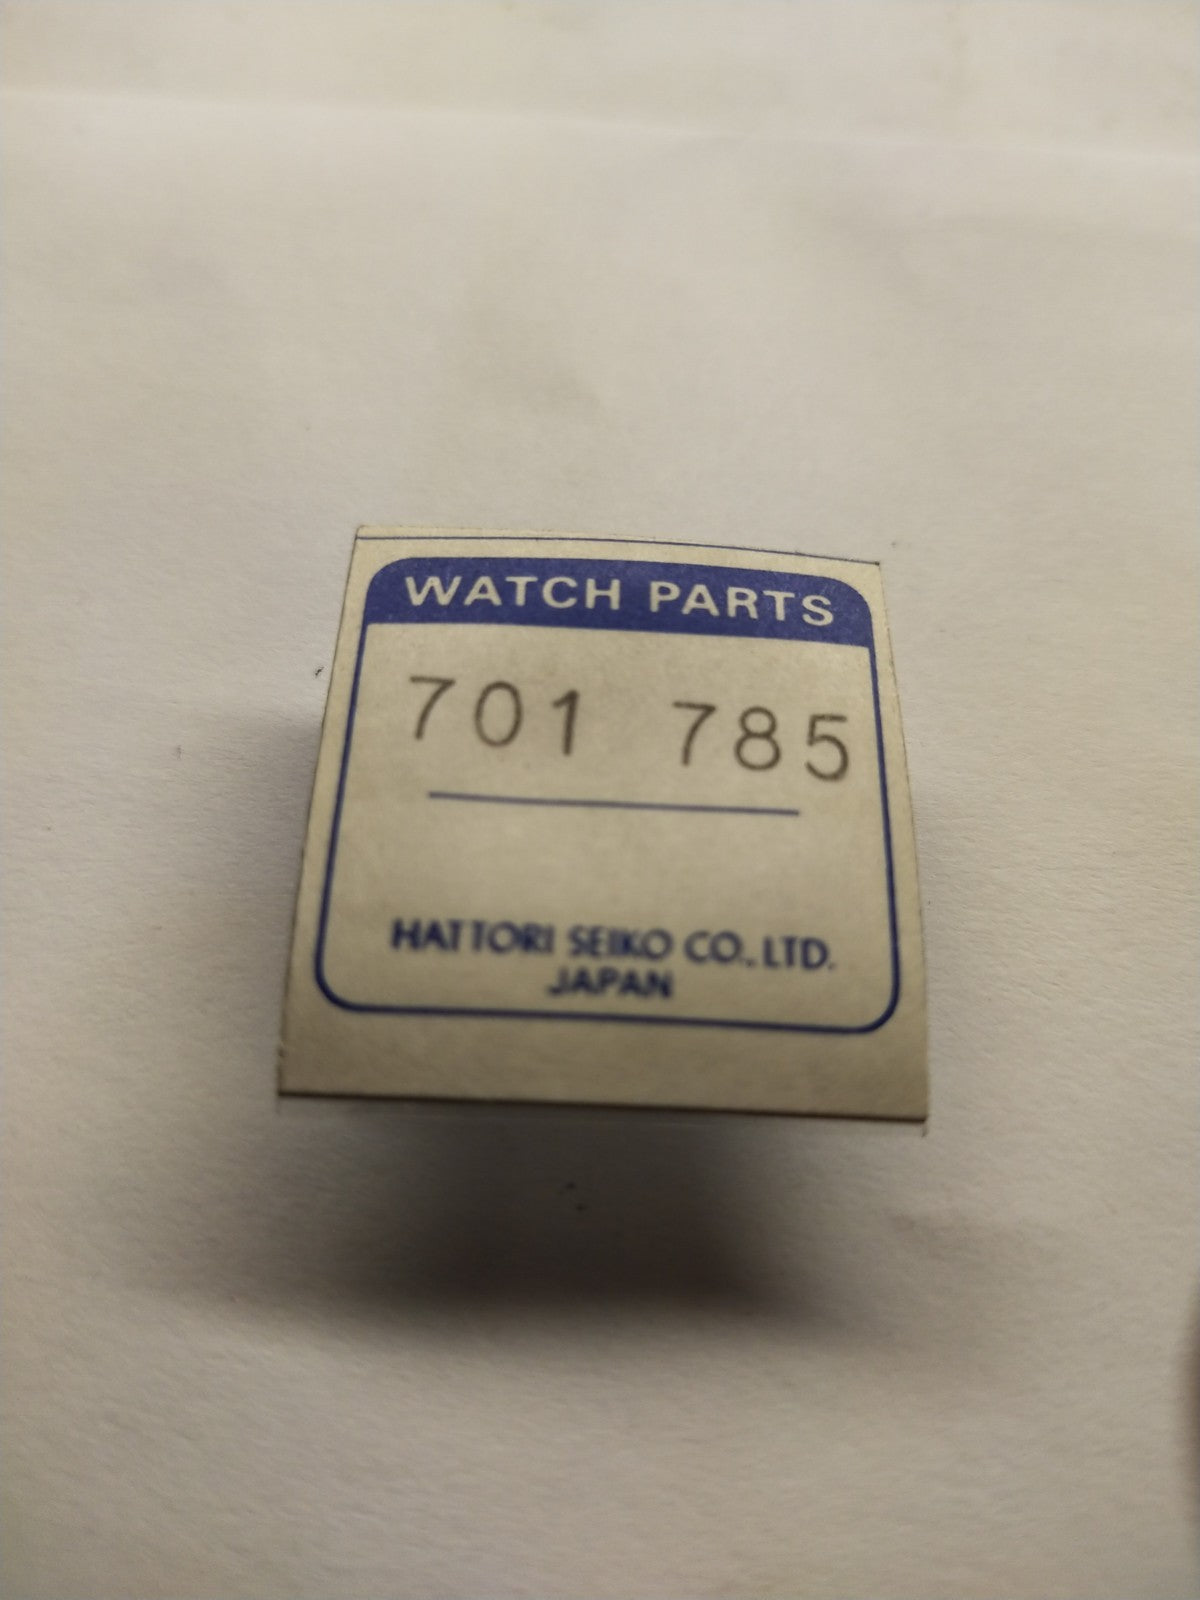 WATCH PARTS
701 785
HATTORI SEIKO CO., LTD.
JAPAN